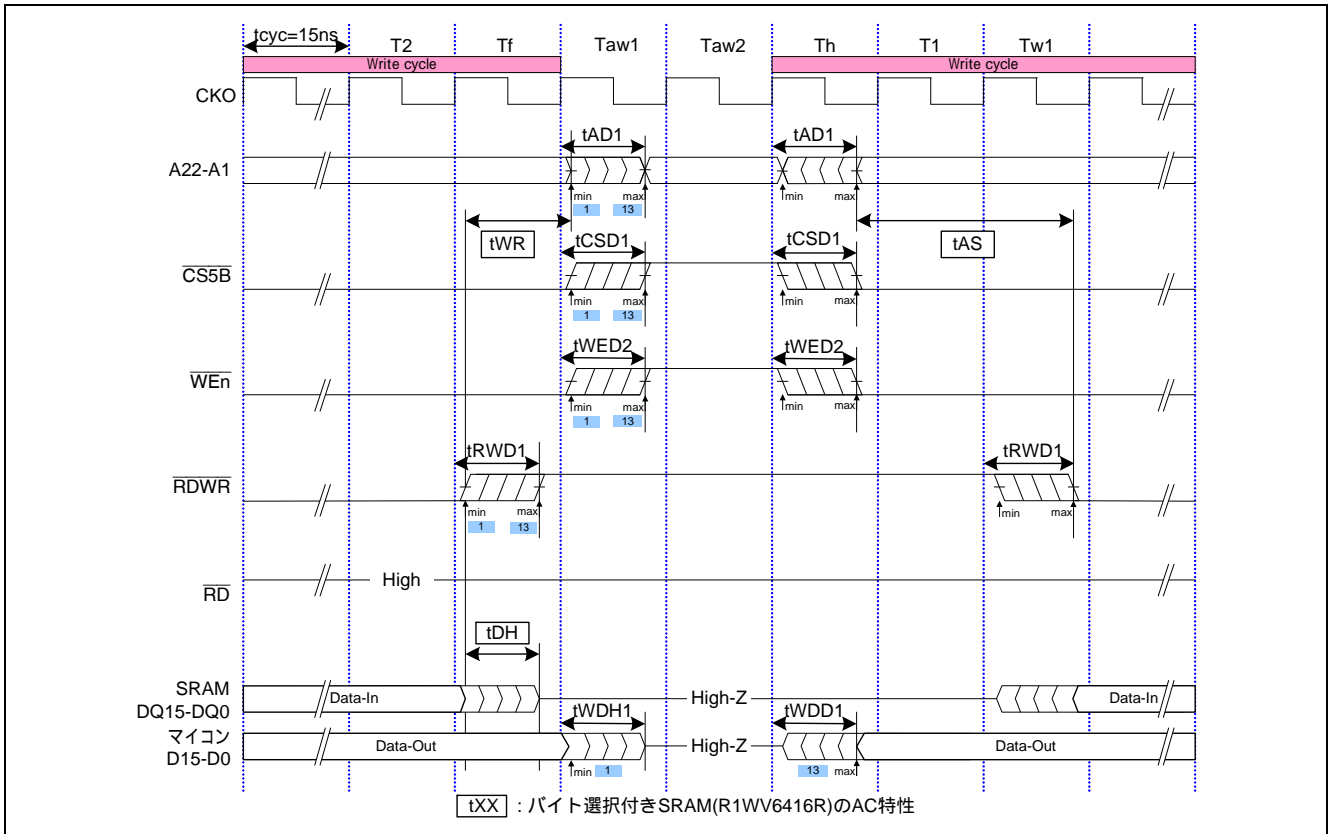 tcyc=15ns T2 Tf Taw1 Taw2 Th T1 Tw1
Write cycle Write cycle
CKO
tAD1 tAD1
A22-A1
min max min max
1 13
tWR tAS
tCSD1 tCSD1
CS5B
min max min max
1 13
tWED2 tWED2
WEn
min max min max
1 13
tRWD1 tRWD1
RDWR
min max min max
1 13
High
RD
tDH
SRAM
DQ15-DQ0
Data-In High-Z Data-In
tWDH1 tWDD1
マイコン
D15-D0
Data-Out High-Z Data-Out
min 1 13 max
tXX : バイト選択付きSRAM(R1WV6416R)のAC特性